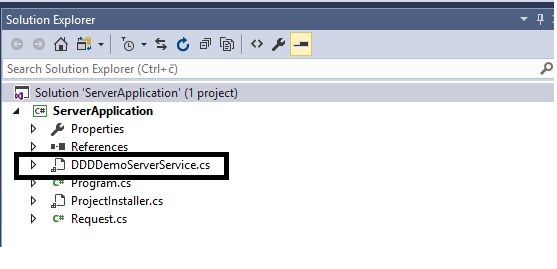 Solution Explorer
Search Solution Explorer (Ctrl+č)
Solution 'ServerApplication' (1 project)
C# ServerApplication
Properties
References
DDDDemoServerService.cs
C# Program.cs
ProjectInstaller.cs
C# Request.cs